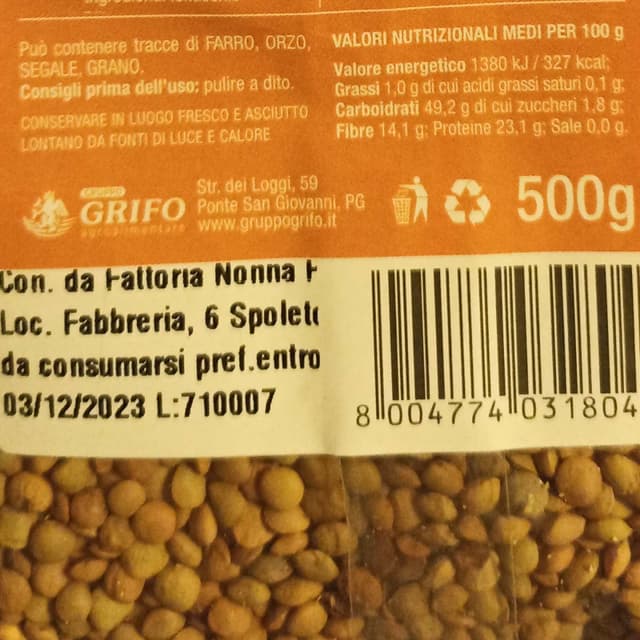 Può contenere tracce di FARRO, ORZO,
SEGALE, GRANO.
Consigli prima dell'uso: pulire a dito.
CONSERVARE IN LUOGO FRESCO E ASCIUTTO
LONTANO DA FONTI DI LUCE E CALORE
VALORI NUTRIZIONALI MEDI PER 100 g
Valore energetico 1380 kJ / 327 kcal;
Grassi 1,0 g di cui acidi grassi saturi 0,1 g;
Carboidrati 49,2 g di cui zuccheri 1,8 g;
Fibre 14,1 g; Proteine 23,1 g; Sale 0,0 g.
GRUPPO
GRIFO
agroalimentare
Str. dei Loggi, 59
Ponte San Giovanni, PG
www.gruppogrifo.it
500g
Con. da Fattoria Nonna
Loc. Fabbreria, 6 Spoleto
da consumarsi pref.entro
03/12/2023 L:710007
8 004774 031804